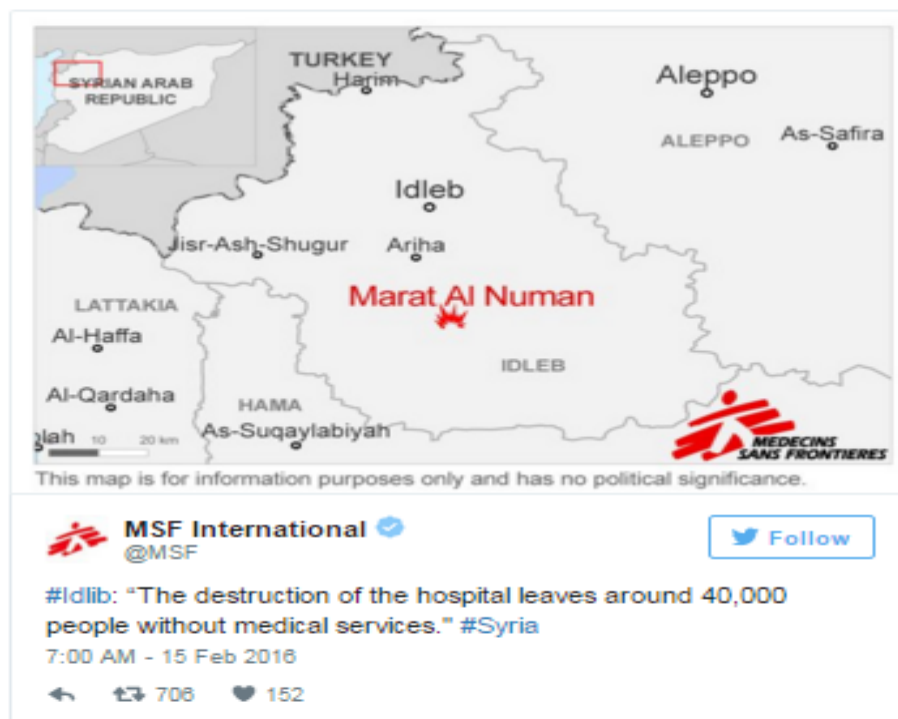 TURKEY
Harim
Aleppo
SYRIAN ARAB
REPUBLIC
ALEPPO
As-Safira
Idleb
Jisr-Ash-Shugur
Ariha
Marat Al Numan
LATTAKIA
Al-Haffa
IDLEB
Al-Qardaha
HAMA
As-Suqaylabiyah
lah
10
20 km
MEDECINS
SANS FRONTIERES
This map is for information purposes only and has no political significance.
MSF International
@MSF
Follow
#Idlib: “The destruction of the hospital leaves around 40,000
people without medical services.” #Syria
7:00 AM - 15 Feb 2016
706
152